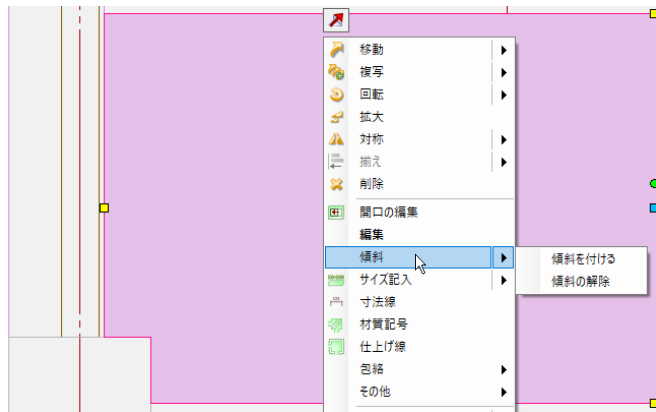 移動
複写
回転
拡大
対称
揃え
削除
開口の編集
編集
傾斜
傾斜を付ける
傾斜の解除
サイズ記入
寸法線
材質記号
仕上げ線
包絡
その他